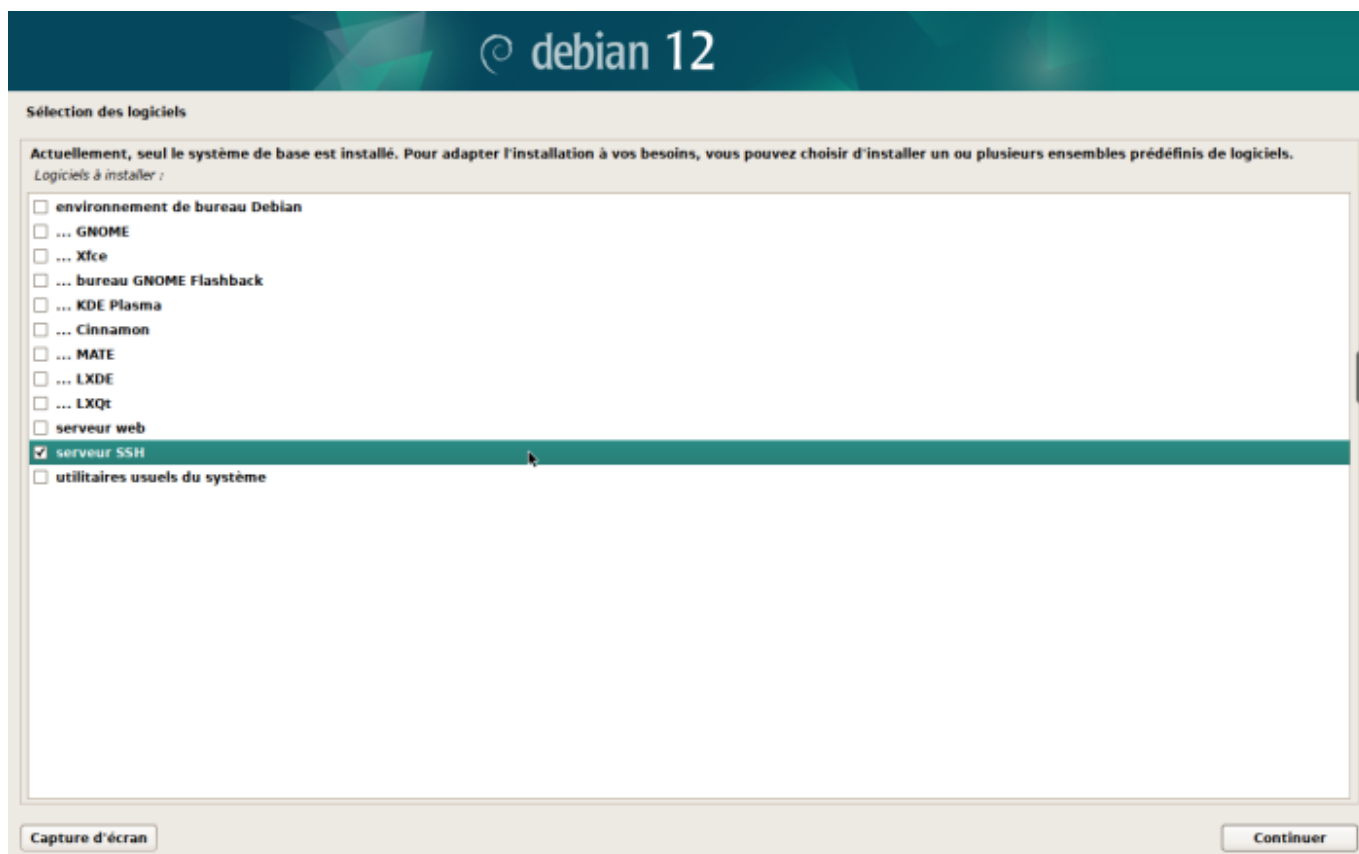 debian 12
Sélection des logiciels
Actuellement, seul le système de base est installé. Pour adapter l'installation à vos besoins, vous pouvez choisir d'installer un ou plusieurs ensembles prédéfinis de logiciels.
Logiciels à installer :
environnement de bureau Debian
... GNOME
... Xfce
... bureau GNOME Flashback
... KDE Plasma
... Cinnamon
... MATE
... LXDE
... LXQt
serveur web
serveur SSH
utilitaires usuels du système
Capture d'écran
Continuer